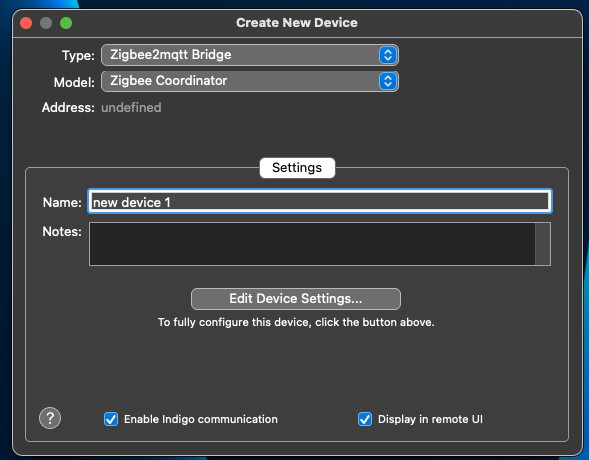 Create New Device
Type: Zigbee2mqtt Bridge
Model: Zigbee Coordinator
Address: undefined
Settings
Name: new device 1
Notes:
Edit Device Settings...
To fully configure this device, click the button above.
? Enable Indigo communication Display in remote UI